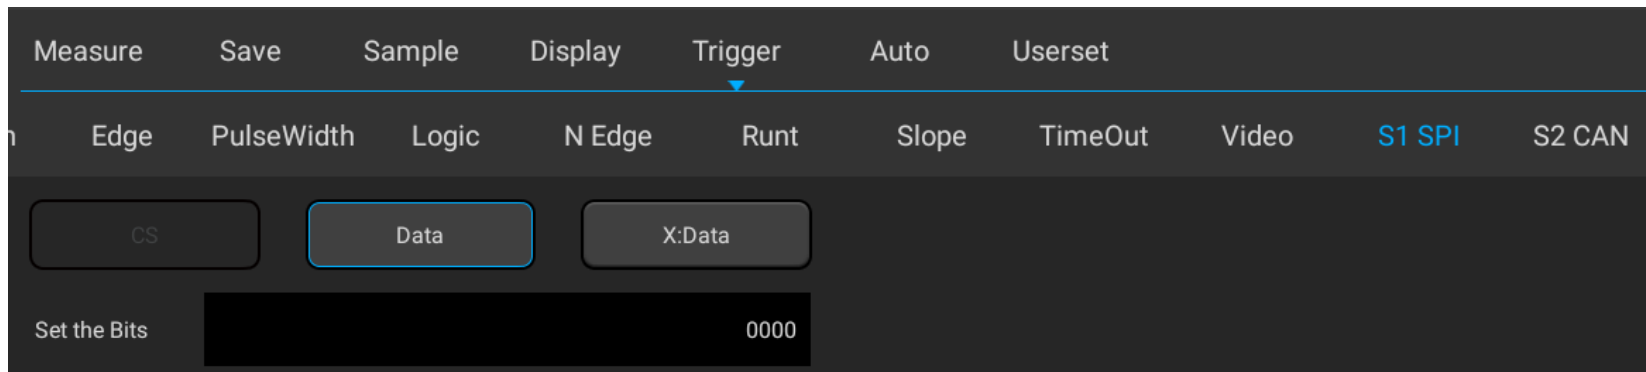 Measure Save Sample Display Trigger Auto Userset
Edge PulseWidth Logic N Edge Runt Slope TimeOut Video S1 SPI S2 CAN
CS Data X:Data
Set the Bits 0000